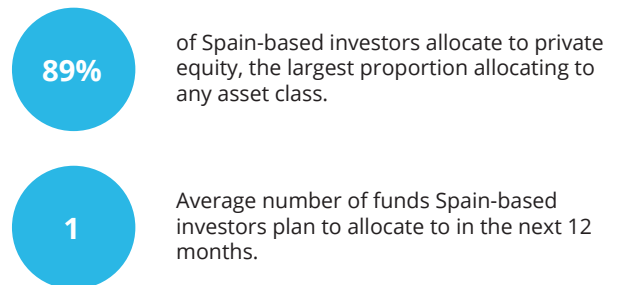 89%
of Spain-based investors allocate to private
equity, the largest proportion allocating to
any asset class.
1
Average number of funds Spain-based
investors plan to allocate to in the next 12
months.